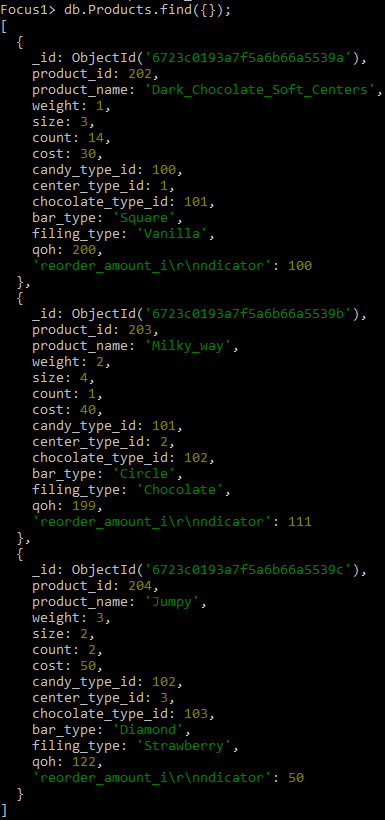 Focus1> db.Products.find({});
[
  {
    _id: ObjectId('6723c0193a7f5a6b66a5539a'),
    product_id: 202,
    product_name: 'Dark_Chocolate_Soft_Centers',
    weight: 1,
    size: 3,
    count: 14,
    cost: 30,
    candy_type_id: 100,
    center_type_id: 1,
    chocolate_type_id: 101,
    bar_type: 'Square',
    filing_type: 'Vanilla',
    qoh: 200,
    'reorder_amount_i\r\nndicator': 100
  },
  {
    _id: ObjectId('6723c0193a7f5a6b66a5539b'),
    product_id: 203,
    product_name: 'Milky_way',
    weight: 2,
    size: 4,
    count: 1,
    cost: 40,
    candy_type_id: 101,
    center_type_id: 2,
    chocolate_type_id: 102,
    bar_type: 'Circle',
    filing_type: 'Chocolate',
    qoh: 199,
    'reorder_amount_i\r\nndicator': 111
  },
  {
    _id: ObjectId('6723c0193a7f5a6b66a5539c'),
    product_id: 204,
    product_name: 'Jumpy',
    weight: 3,
    size: 2,
    count: 2,
    cost: 50,
    candy_type_id: 102,
    center_type_id: 3,
    chocolate_type_id: 103,
    bar_type: 'Diamond',
    filing_type: 'Strawberry',
    qoh: 122,
    'reorder_amount_i\r\nndicator': 50
  }
]